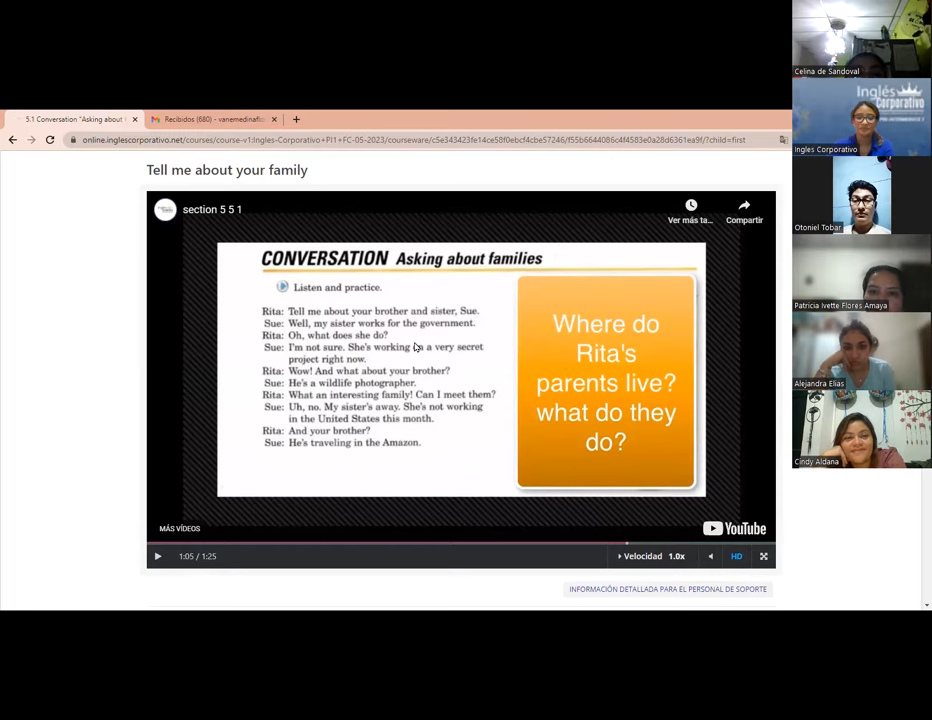 5.1 Conversation "Asking about
Recibidos (680) - vanemedinaflo
online.inglescorporativo.net/courses/course-v1:Ingles-Corporativo+PI1+FC-05-2023/courseware/c5e343423fe14ce58f0ebcf4cbe57246/f55b6644086c4f4583e0a28d6361ea9f/?child=first
Tell me about your family
section 5 5 1
Ver más ta...
Compartir
CONVERSATION Asking about families
Listen and practice.
Rita: Tell me about your brother and sister, Sue.
Sue: Well, my sister works for the government.
Rita: Oh, what does she do?
Sue: I'm not sure. She's working on a very secret
project right now.
Rita: Wow! And what about your brother?
Sue: He's a wildlife photographer.
Rita: What an interesting family! Can I meet them?
Sue: Uh, no. My sister's away. She's not working
in the United States this month.
Rita: And your brother?
Sue: He's traveling in the Amazon.
Where do
Rita's
parents live?
what do they
do?
MÁS VÍDEOS
YouTube
1:05 / 1:25
Velocidad 1.0x
HD
INFORMACIÓN DETALLADA PARA EL PERSONAL DE SOPORTE
Celina de Sandoval
Inglés
Corporativo
Ingles Corporativo
Otoniel Tobar
Patricia Ivette Flores Amaya
Alejandra Elias
Cindy Aldana